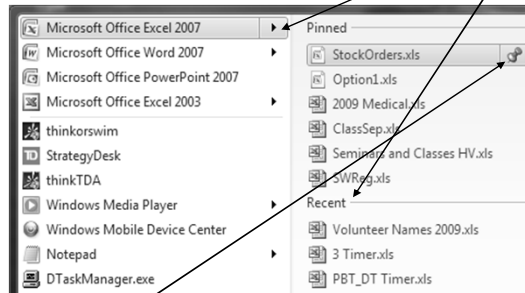 Microsoft Office Excel 2007
Microsoft Office Word 2007
Microsoft Office PowerPoint 2007
Microsoft Office Excel 2003
thinkorswim
TD StrategyDesk
thinkTDA
Windows Media Player
Windows Mobile Device Center
Notepad
DTaskManager.exe
Pinned
StockOrders.xls
Option1.xls
2009 Medical.xls
ClassSep.xls
Seminars and Classes HV.xls
SWReg.xls
Recent
Volunteer Names 2009.xls
3 Timer.xls
PBT_DT Timer.xls